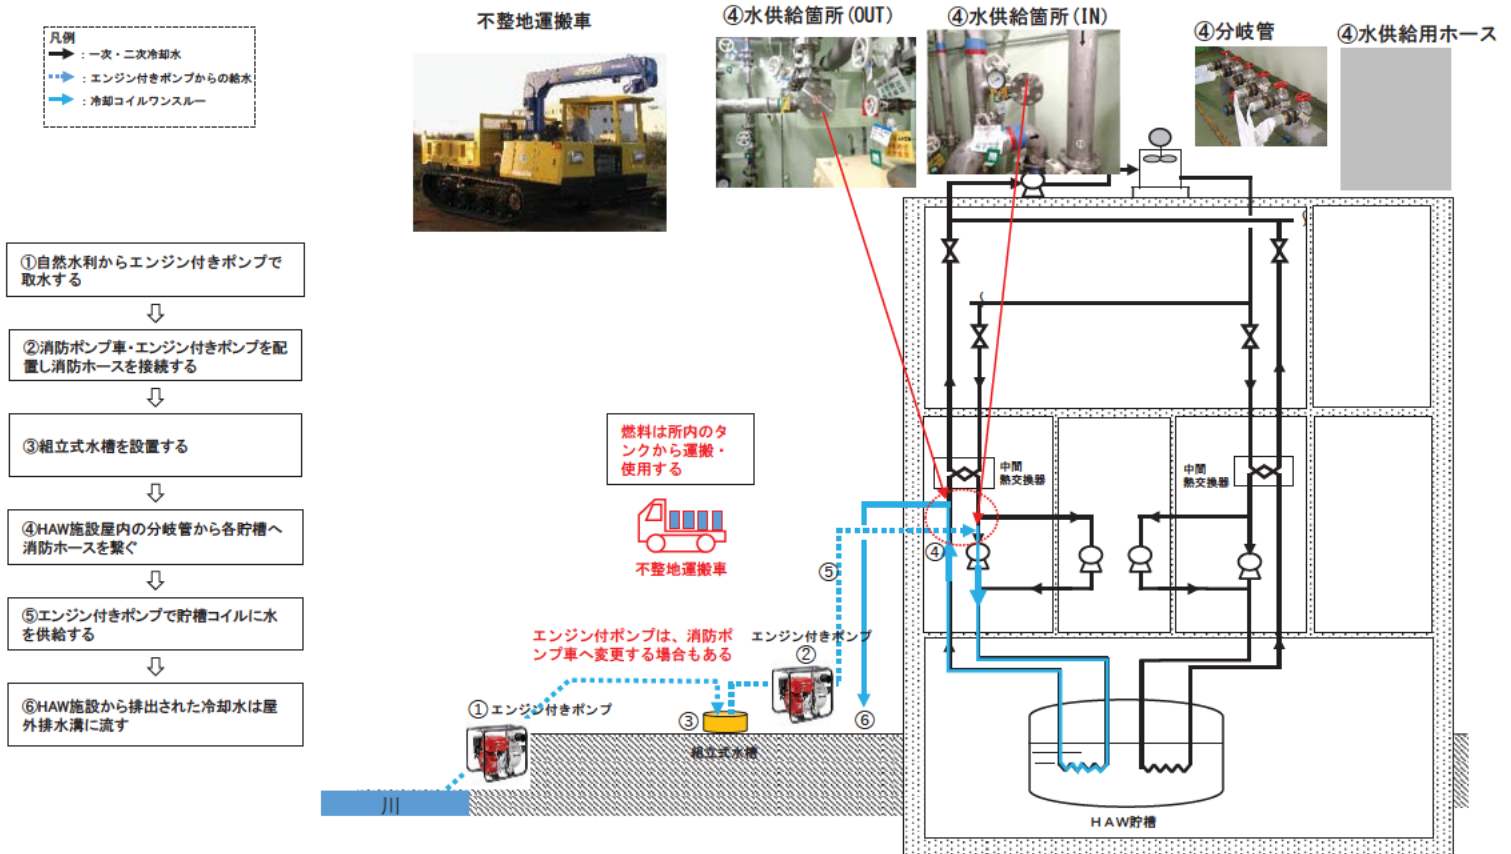 凡例
：一次・二次冷却水
：エンジン付きポンプからの給水
：冷却コイルワンスルー
不整地運搬車
④水供給箇所(OUT)
④水供給箇所(IN)
④分岐管
④水供給用ホース
①自然水利からエンジン付きポンプで
取水する
②消防ポンプ車・エンジン付きポンプを配
置し消防ホースを接続する
③組立式水槽を設置する
④HAW施設屋内の分岐管から各貯槽へ
消防ホースを繋ぐ
⑤エンジン付きポンプで貯槽コイルに水
を供給する
⑥HAW施設から排出された冷却水は屋
外排水溝に流す
燃料は所内のタ
ンクから運搬・
使用する
不整地運搬車
エンジン付ポンプは、消防ポ
ンプ車へ変更する場合もある
エンジン付きポンプ
②
①エンジン付きポンプ
③
組立式水槽
川
⑤
⑥
④
中間
熱交換器
中間
熱交換器
HAW貯槽